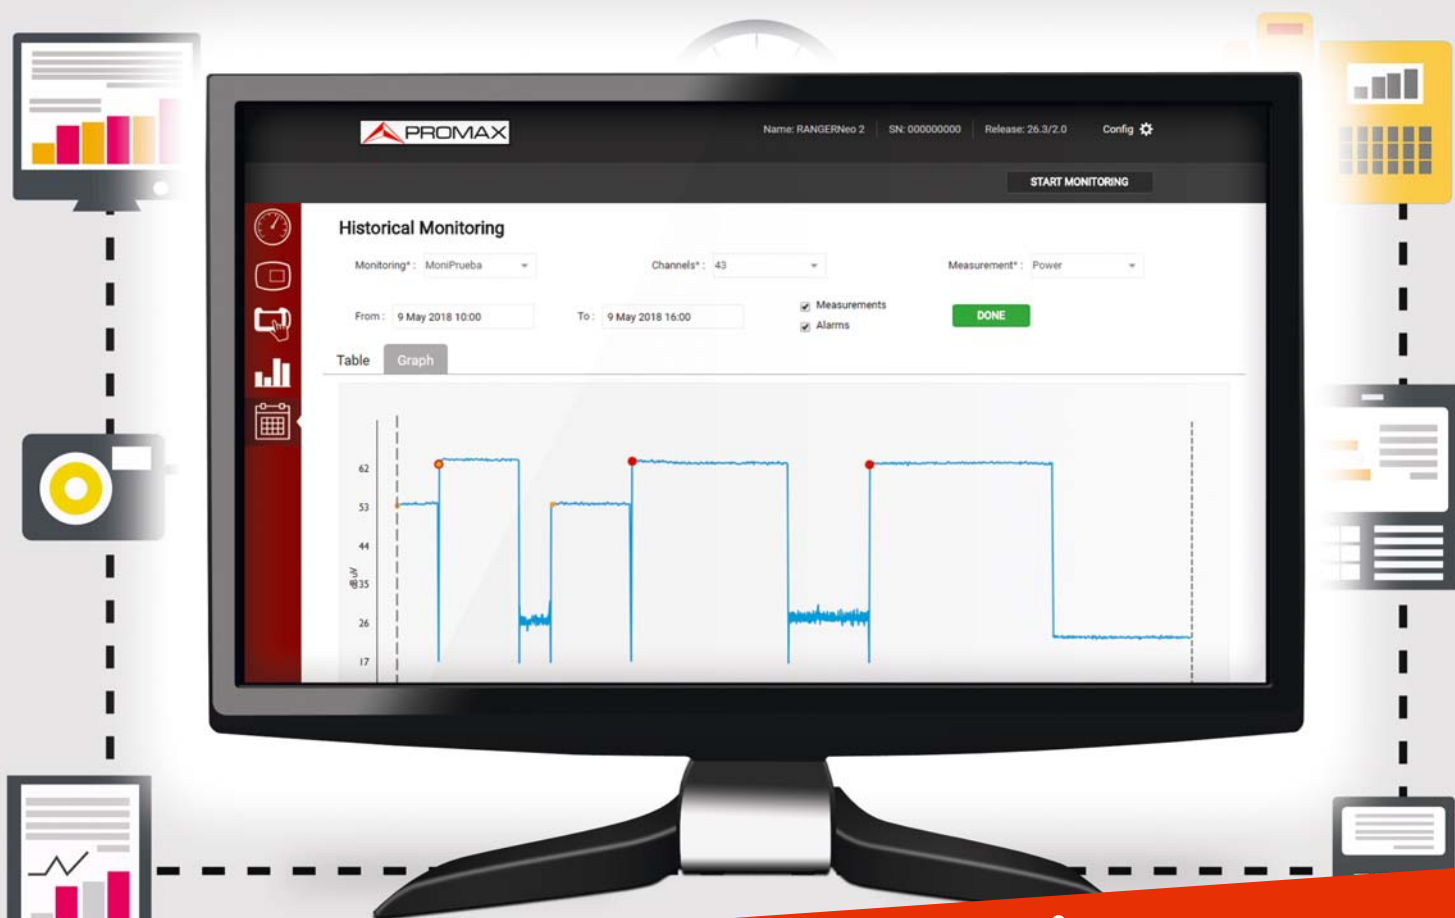 PROMAX
Name: RANGERNeo 2 SN: 000000000 Release: 26.3/2.0 Config
START MONITORING
Historical Monitoring
Monitoring* : MoniPrueba Channels* : 43 Measurement* : Power
From : 9 May 2018 10:00 To : 9 May 2018 16:00 Measurements DONE
Alarms
Table Graph
62
53
44
dBuV
35
26
17